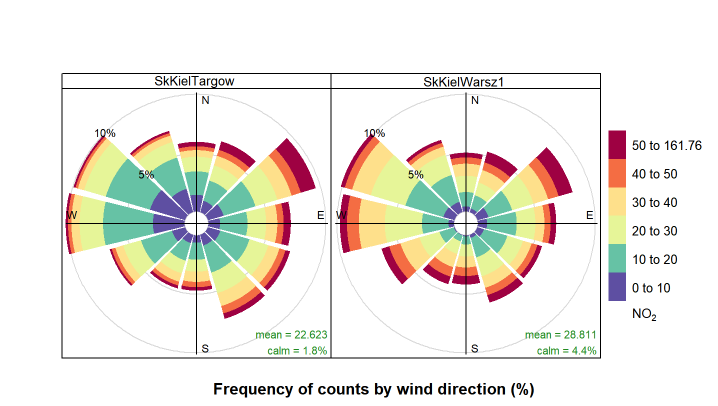 SkKielTargow
SkKielWarsz1
N
10%
5%
W
E
S
mean = 22.623
calm = 1.8%
N
10%
5%
W
E
S
mean = 28.811
calm = 4.4%
50 to 161.76
40 to 50
30 to 40
20 to 30
10 to 20
0 to 10
NO₂
Frequency of counts by wind direction (%)